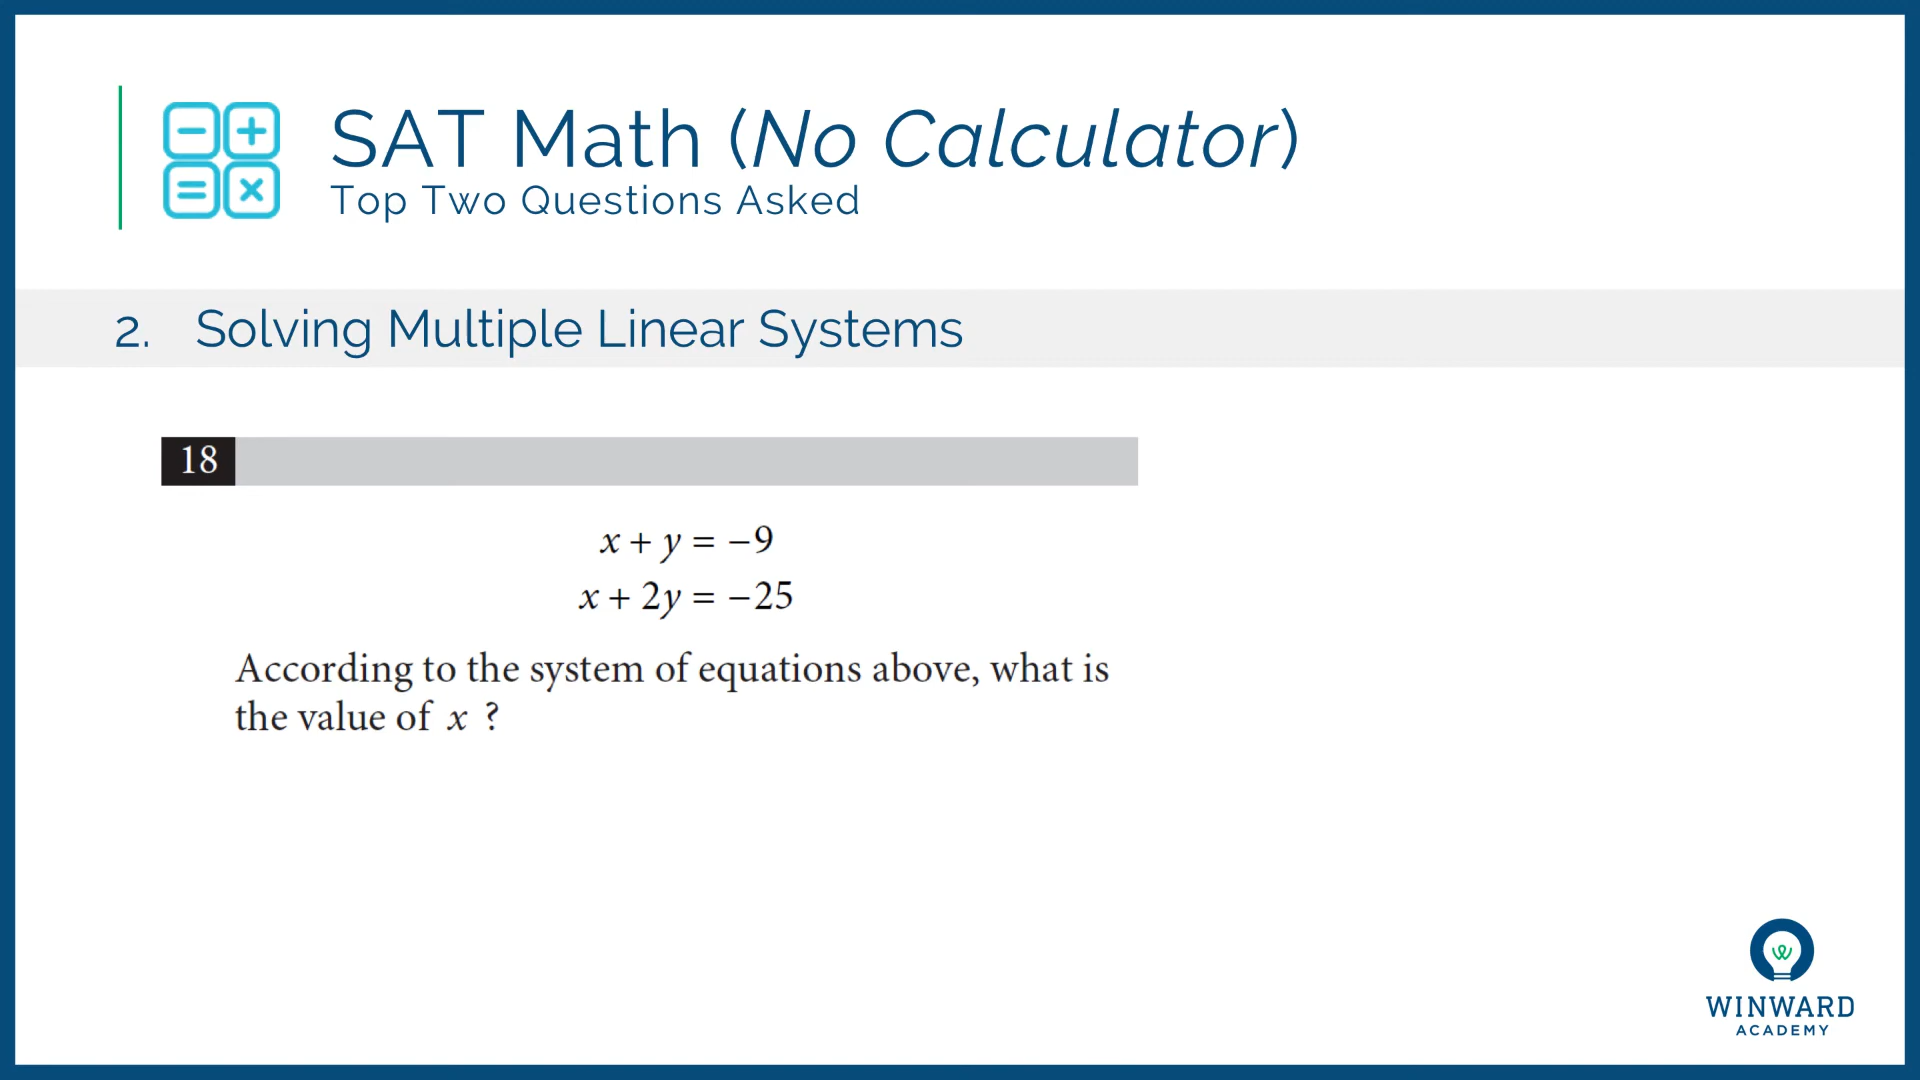 SAT Math (No Calculator)
Top Two Questions Asked
2. Solving Multiple Linear Systems
18
x + y = −9
x + 2y = −25
According to the system of equations above, what is
the value of x ?
WINWARD
ACADEMY